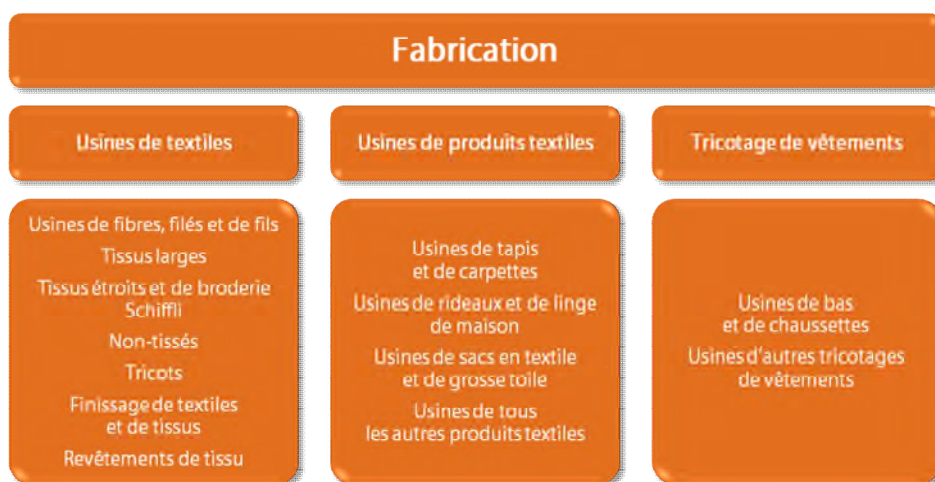 Fabrication
Usines de textiles
Usines de produits textiles
Tricotage de vêtements
Usines de fibres, filés et de fils
Tissus larges
Tissus étroits et de broderie
Schiffli
Non-tissés
Tricots
Finissage de textiles
et de tissus
Revêtements de tissu
Usines de tapis
et de carpettes
Usines de rideaux et de linge
de maison
Usines de sacs en textile
et de grosse toile
Usines de tous
les autres produits textiles
Usines de bas
et de chaussettes
Usines d'autres tricotages
de vêtements